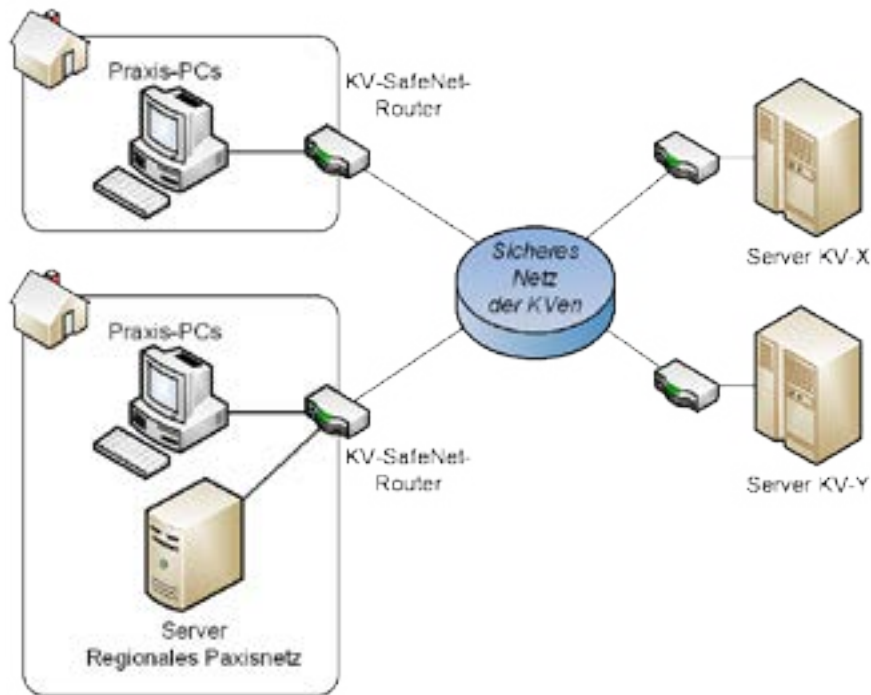 Praxis-PCs
KV-SafeNet-
Router
Server KV-X
Sicheres
Netz
der KVen
Praxis-PCs
KV-SafeNet-
Router
Server KV-Y
Server
Regionales Paxisnetz